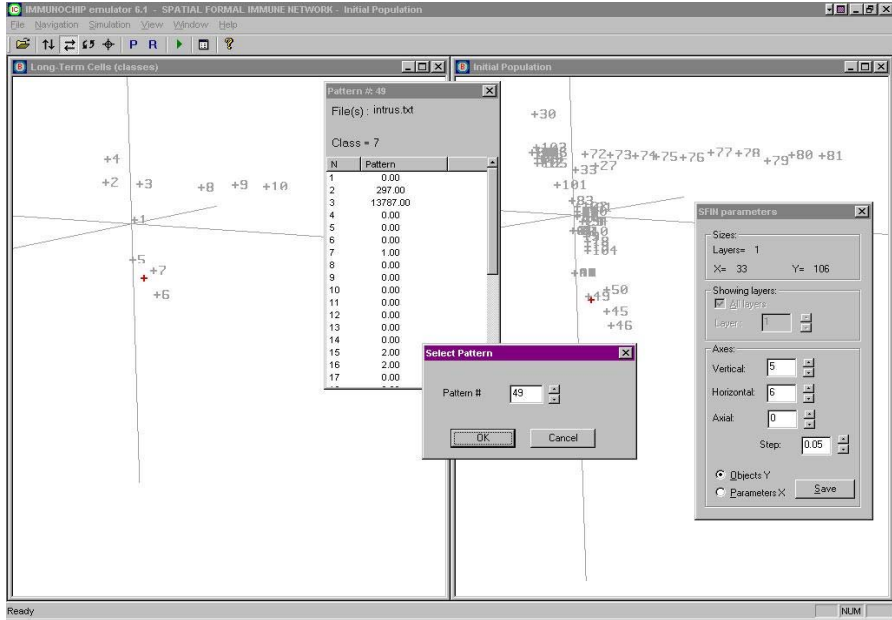 IMMUNOCHIP emulator 6.1 - SPATIAL FORMAL IMMUNE NETWORK - Initial Population
File Navigation Simulation View Window Help
P R
Long-Term Cells (classes)
+4
+2 +3 +8 +9 +10
+1
+5
+7
+6
Pattern #: 49
File(s) : intrus.txt
Class = 7
N Pattern
1 0.00
2 297.00
3 13787.00
4 0.00
5 0.00
6 0.00
7 1.00
8 0.00
9 0.00
10 0.00
11 0.00
12 0.00
13 0.00
14 0.00
15 2.00
16 2.00
17 0.00
Initial Population
+30
+72+73+74+75+76 +77+78 +79+80 +81
+33+27
+101
+83
+104
+50
+49
+45
+46
Select Pattern
Pattern # 49
OK Cancel
SFIN parameters
Sizes:
Layers= 1
X= 33 Y= 106
Showing layers:
All layers
Layer: 1
Axes:
Vertical: 5
Horizontal: 6
Axial: 0
Step: 0.05
Objects Y
Parameters X Save
Ready NUM